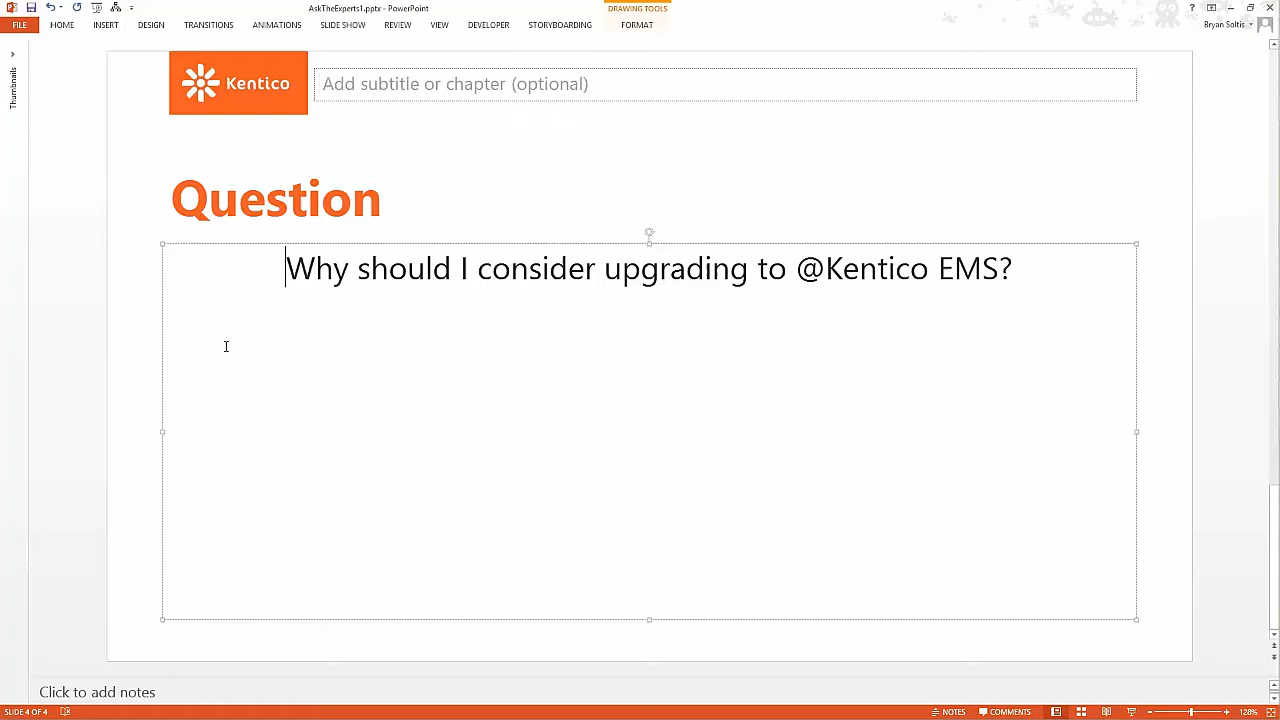 AskTheExperts1.pptx - PowerPoint
DRAWING TOOLS
FILE HOME INSERT DESIGN TRANSITIONS ANIMATIONS SLIDE SHOW REVIEW VIEW DEVELOPER STORYBOARDING FORMAT
Bryan Soltis
Thumbnails
Kentico
Add subtitle or chapter (optional)
Question
Why should I consider upgrading to @Kentico EMS?
Click to add notes
SLIDE 4 OF 4
NOTES COMMENTS
128%